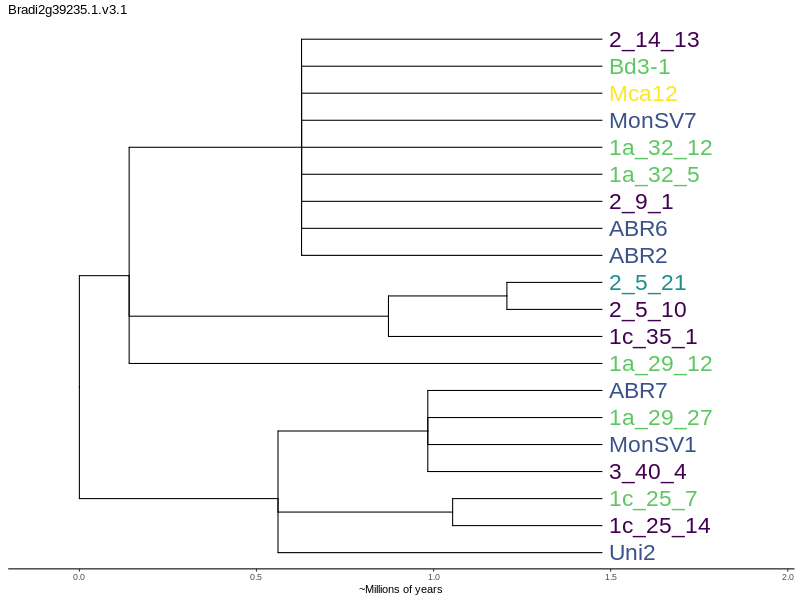 Bradi2g39235.1.v3.1
2_14_13
Bd3-1
Mca12
MonSV7
1a_32_12
1a_32_5
2_9_1
ABR6
ABR2
2_5_21
2_5_10
1c_35_1
1a_29_12
ABR7
1a_29_27
MonSV1
3_40_4
1c_25_7
1c_25_14
Uni2
0.0 0.5 1.0 1.5 2.0
~Millions of years